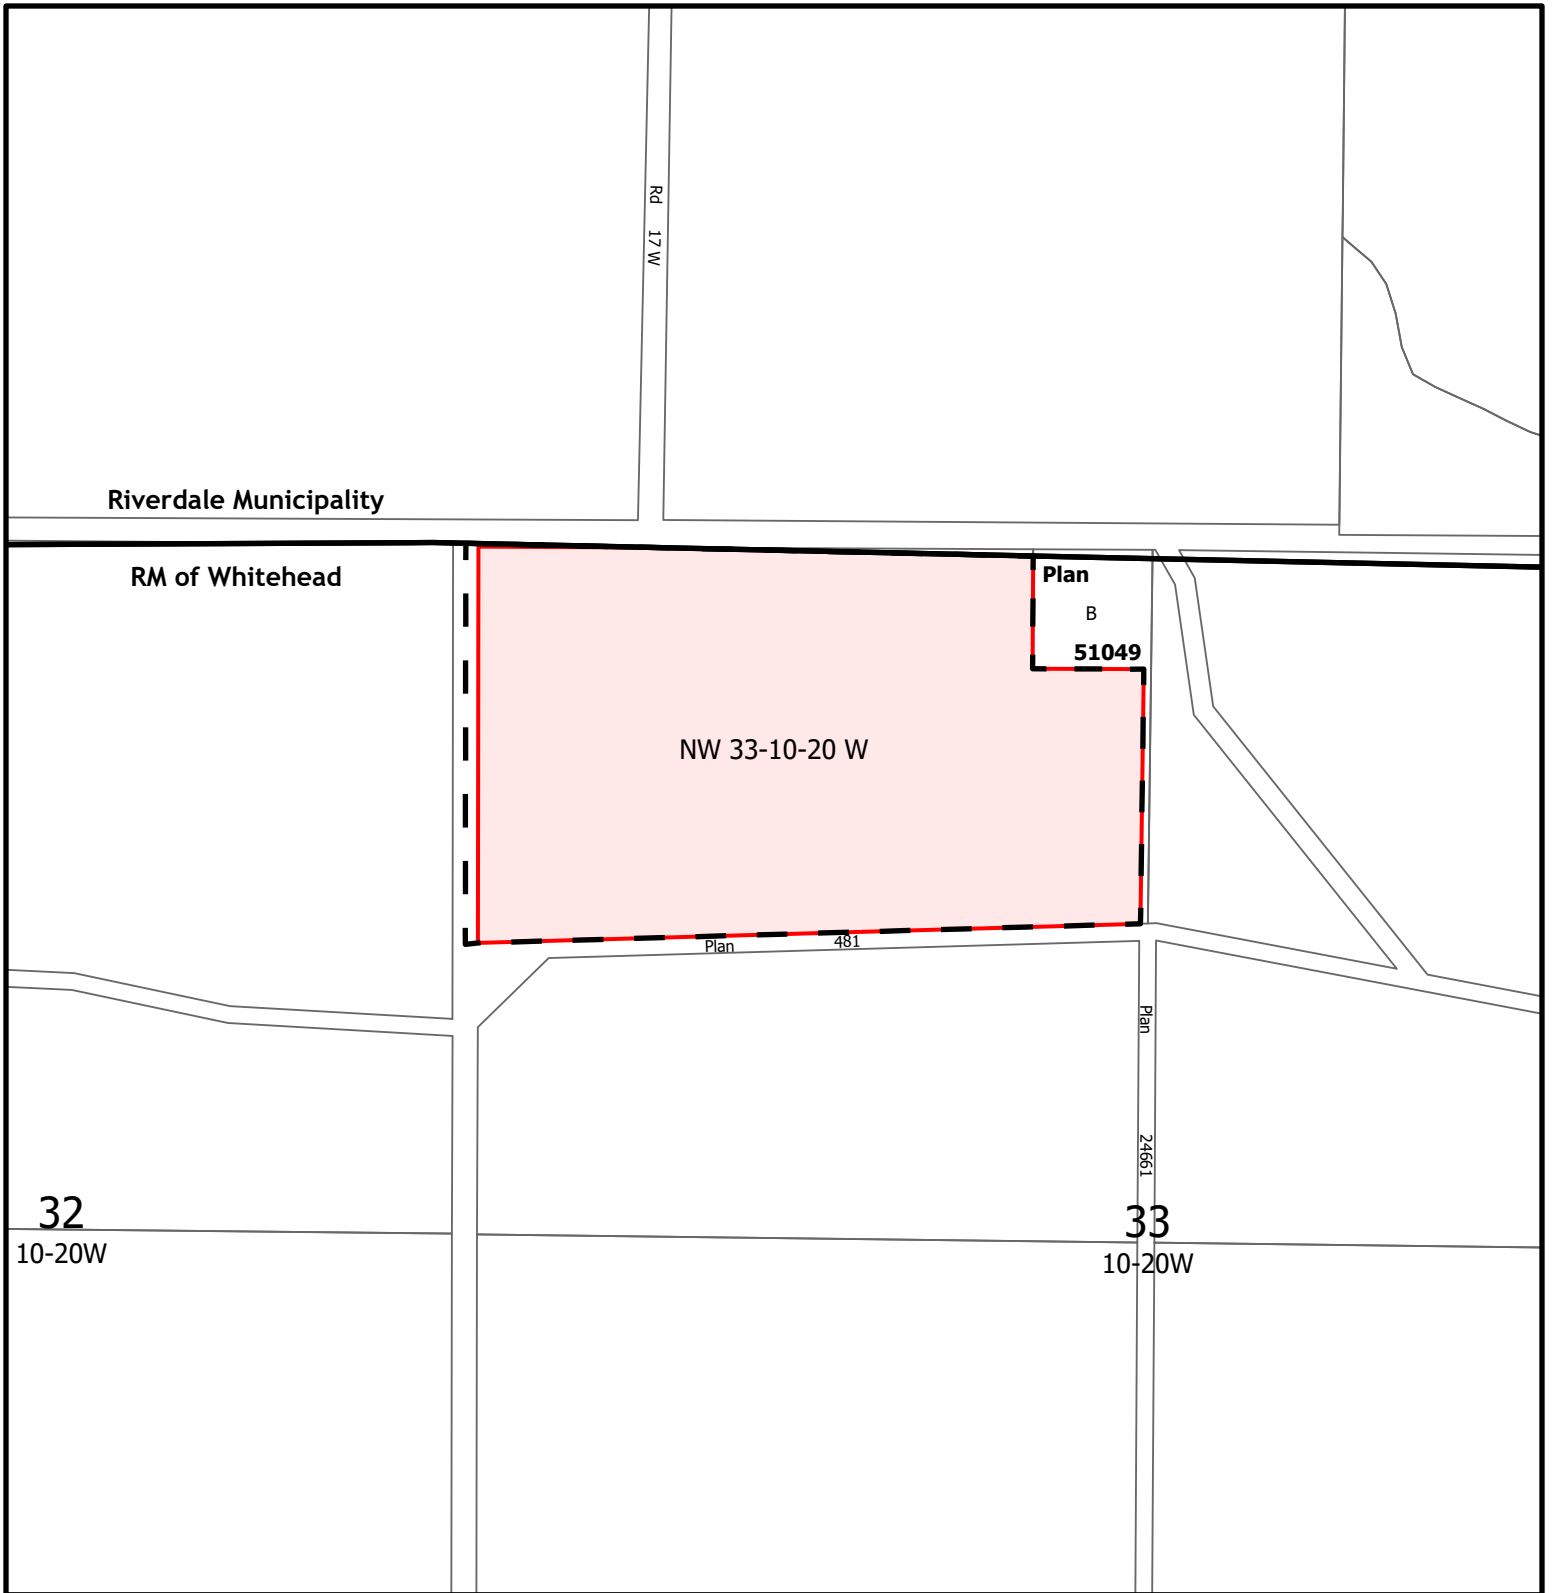 Rd 17 W
Riverdale Municipality
RM of Whitehead
Plan
B
51049
NW 33-10-20 W
Plan 481
Plan 24661
32
10-20W
33
10-20W